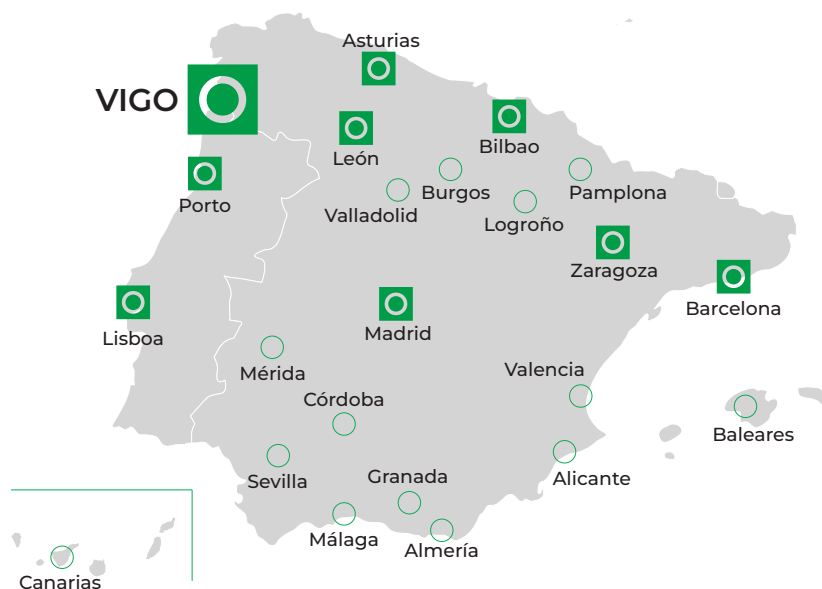 Asturias
VIGO
León
Bilbao
Porto
Burgos
Pamplona
Valladolid
Logroño
Zaragoza
Barcelona
Lisboa
Madrid
Mérida
Valencia
Córdoba
Baleares
Sevilla
Granada
Alicante
Málaga
Almería
Canarias